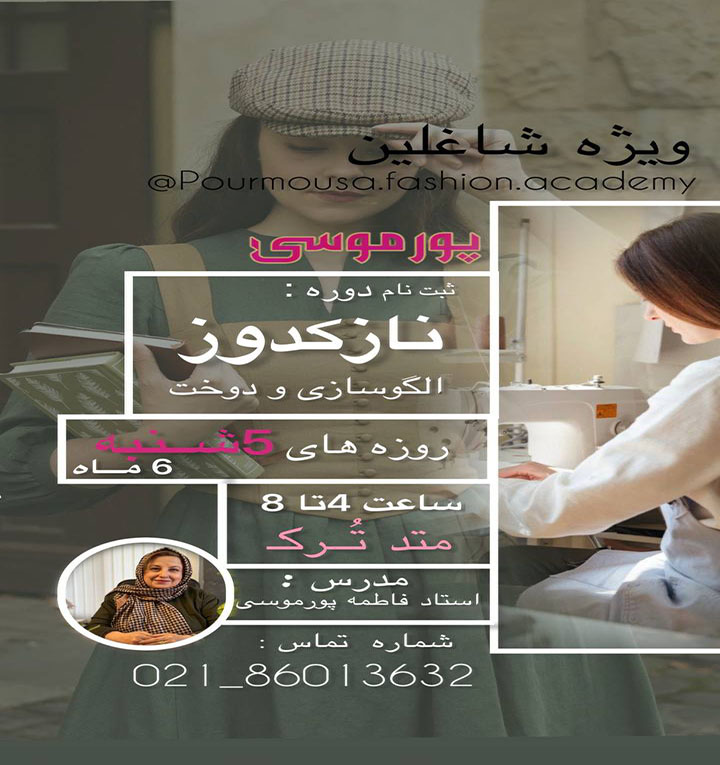 ویژه شاغلین
@Pourmousa.fashion.academy
پورموسی
ثبت نام دوره :
نازکدوز
الگوسازی و دوخت
روزه های 5شنبه
6 ماه
ساعت 4تا 8
متد تُرک
مدرس :
استاد فاطمه پورموسی
شماره تماس :
021_86013632